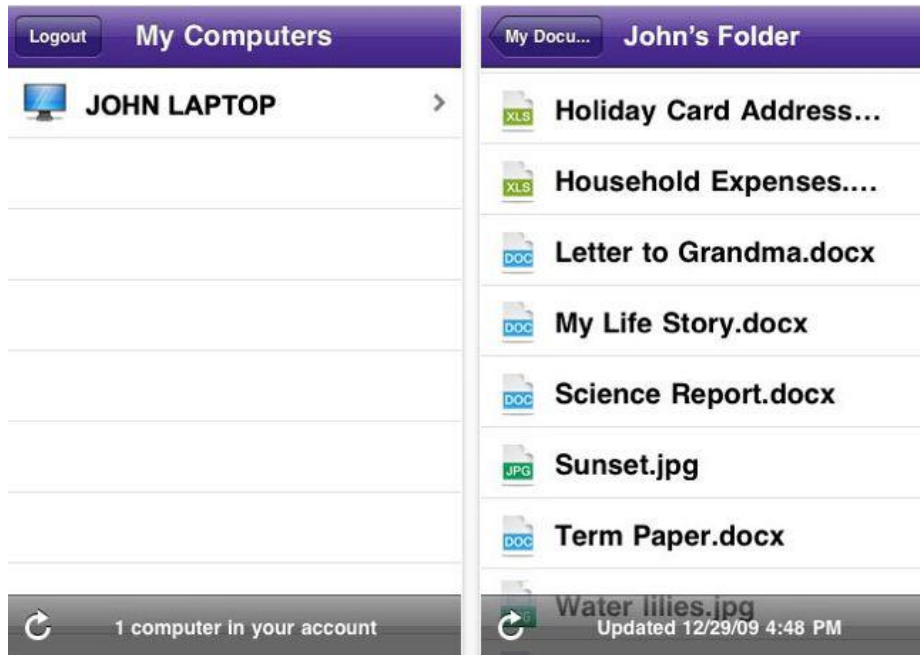 Logout
My Computers
JOHN LAPTOP
1 computer in your account
My Docu...
John's Folder
XLS
Holiday Card Address...
XLS
Household Expenses....
DOC
Letter to Grandma.docx
DOC
My Life Story.docx
DOC
Science Report.docx
JPG
Sunset.jpg
DOC
Term Paper.docx
Water lilies.jpg
Updated 12/29/09 4:48 PM